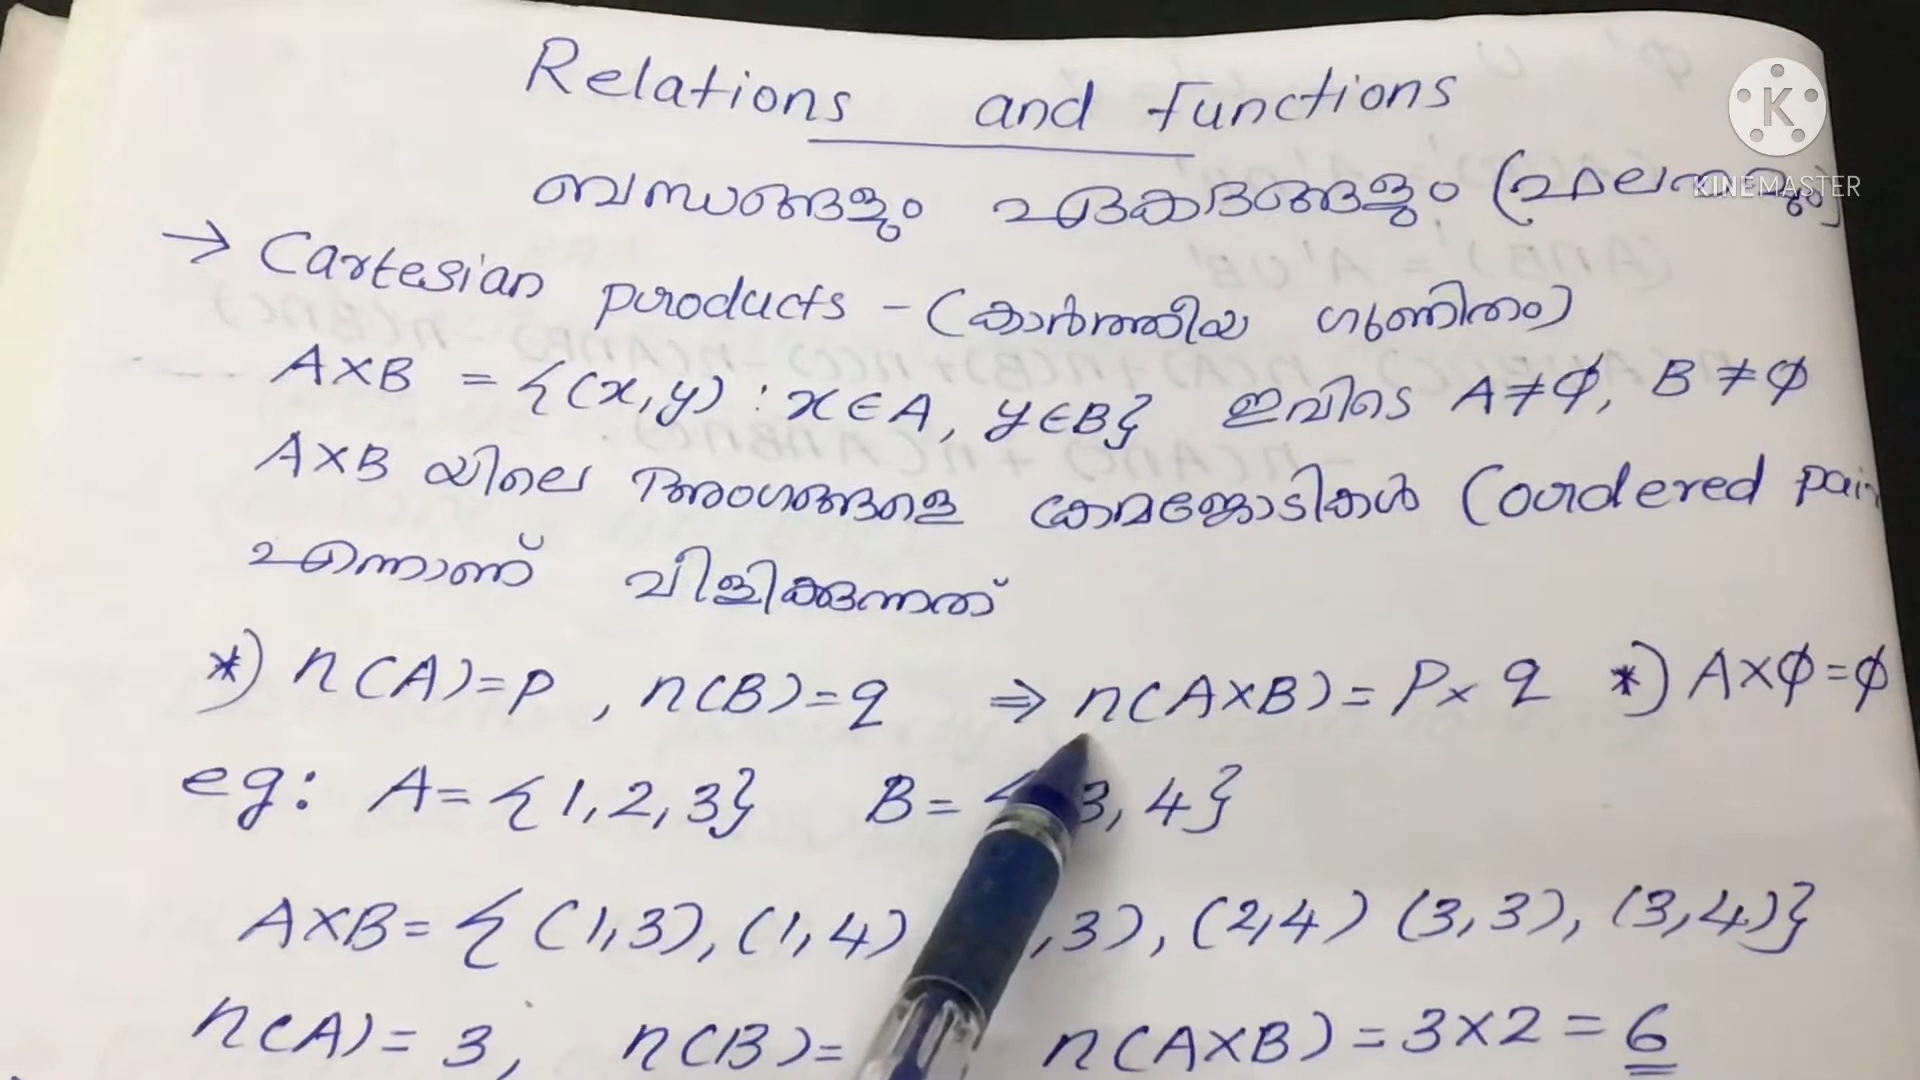 Relations and functions
ബന്ധങ്ങളും ഏകദങ്ങളും
KINEMASTER
→ Cartesian products - (കാർത്തീയ ഗുണിതം)
A×B = {(x,y) : x∈A, y∈B} ഇവിടെ A≠ϕ, B≠ϕ
A×B യിലെ അംഗങ്ങളെ ക്രമജോടികൾ (ordered pair
എന്നാണ് വിളിക്കുന്നത്
*) n(A)=p, n(B)=q ⇒ n(A×B)= p× q *) A×ϕ=ϕ
eg: A= {1,2,3} B= 3,4}
A×B= {(1,3), (1,4) ,3), (2,4) (3,3), (3,4)}
n(A)= 3, n(B)= n(A×B)=3×2=6